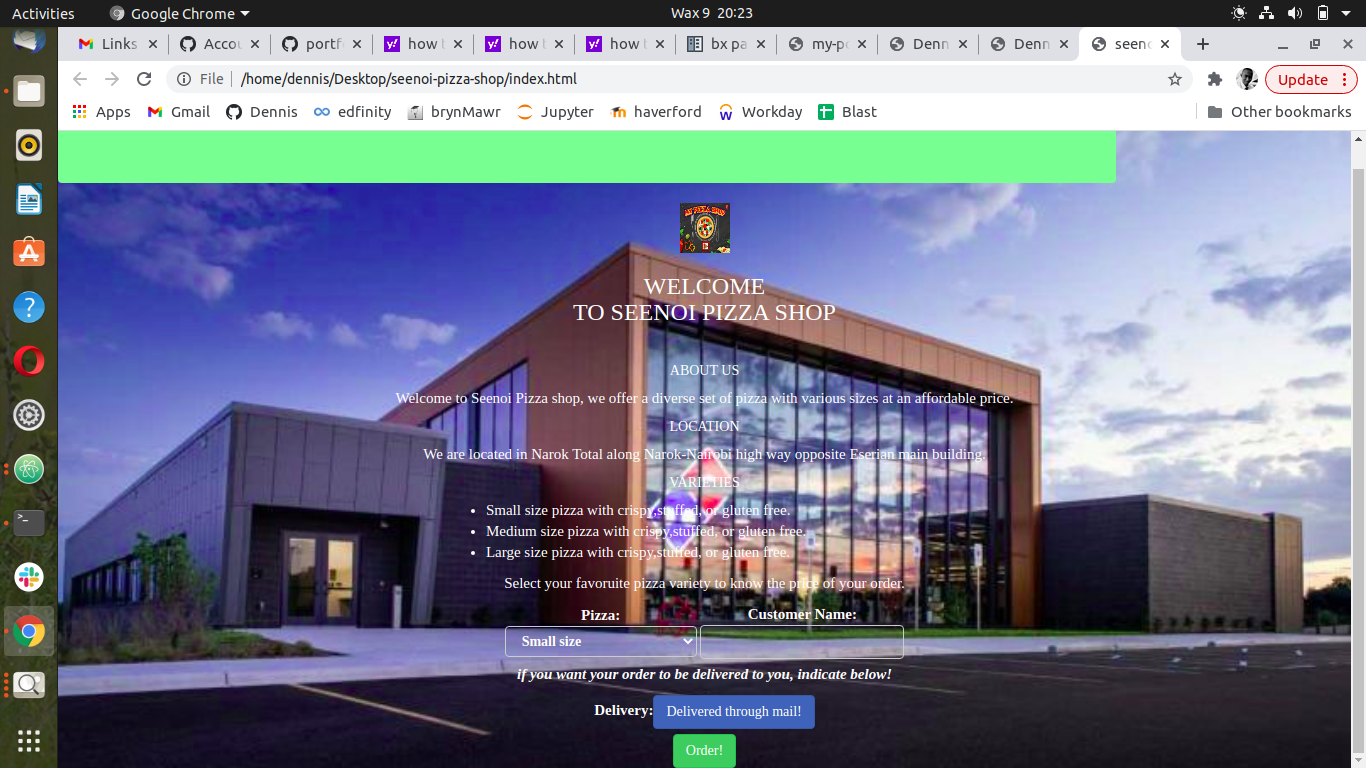 Activities
Google Chrome
Wax 9 20:23
Links
Accou
portfo
how t
how t
how t
bx pa
my-po
Denn
Denn
seeno
File
/home/dennis/Desktop/seenoi-pizza-shop/index.html
Update
Apps
Gmail
Dennis
edfinity
brynMawr
Jupyter
haverford
Workday
Blast
Other bookmarks
MY PIZZA SHOP
WELCOME
TO SEENOI PIZZA SHOP
ABOUT US
Welcome to Seenoi Pizza shop, we offer a diverse set of pizza with various sizes at an affordable price.
LOCATION
We are located in Narok Total along Narok-Nairobi high way opposite Eserian main building.
VARIETIES
Small size pizza with crispy,stuffed, or gluten free.
Medium size pizza with crispy,stuffed, or gluten free.
Large size pizza with crispy,stuffed, or gluten free.
Select your favoruite pizza variety to know the price of your order.
Pizza:
Customer Name:
Small size
if you want your order to be delivered to you, indicate below!
Delivery: Delivered through mail!
Order!